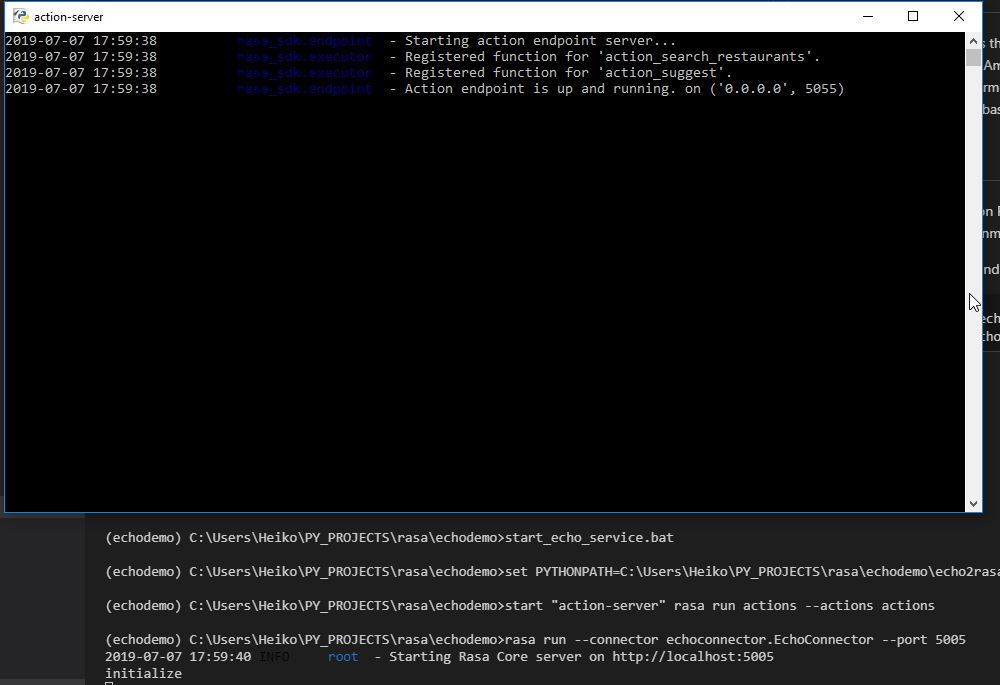 action-server
2019-07-07 17:59:38 rasa_sdk.endpoint - Starting action endpoint server...
2019-07-07 17:59:38 rasa_sdk.executor - Registered function for 'action_search_restaurants'.
2019-07-07 17:59:38 rasa_sdk.executor - Registered function for 'action_suggest'.
2019-07-07 17:59:38 rasa_sdk.endpoint - Action endpoint is up and running. on ('0.0.0.0', 5055)
(echodemo) C:\Users\Heiko\PY_PROJECTS\rasa\echodemo>start_echo_service.bat
(echodemo) C:\Users\Heiko\PY_PROJECTS\rasa\echodemo>set PYTHONPATH=C:\Users\Heiko\PY_PROJECTS\rasa\echodemo\echo2rasa
(echodemo) C:\Users\Heiko\PY_PROJECTS\rasa\echodemo>start "action-server" rasa run actions --actions actions
(echodemo) C:\Users\Heiko\PY_PROJECTS\rasa\echodemo>rasa run --connector echoconnector.EchoConnector --port 5005
2019-07-07 17:59:40 INFO root - Starting Rasa Core server on http://localhost:5005
initialize